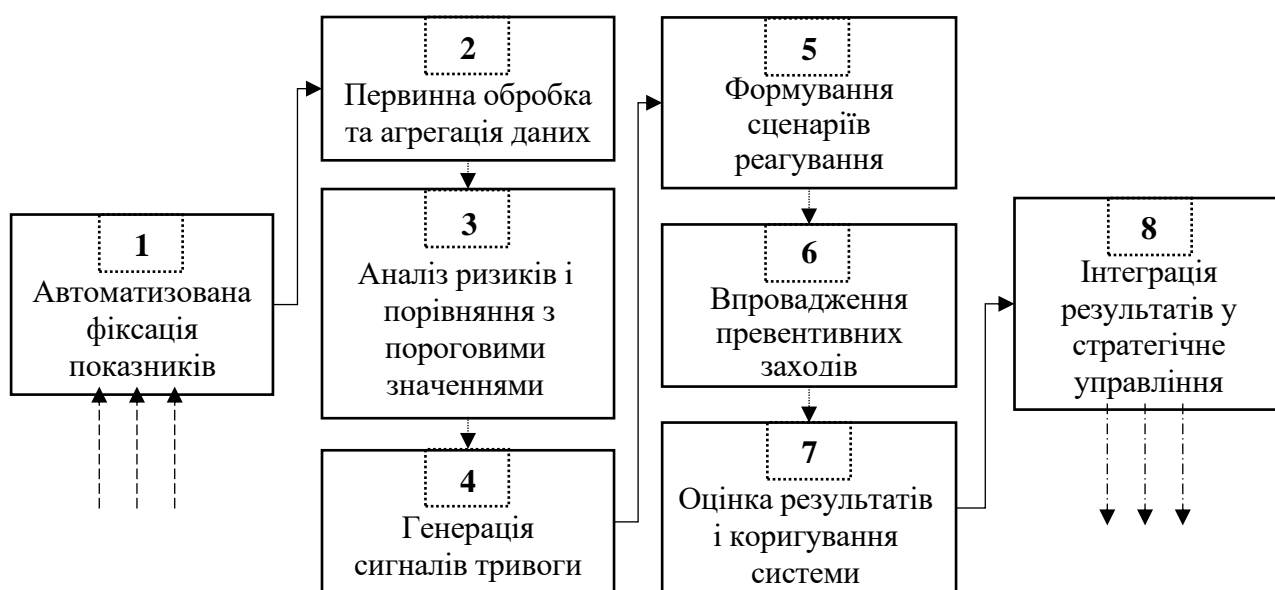 1
Автоматизована
фіксація
показників
2
Первинна обробка
та агрегація даних
3
Аналіз ризиків і
порівняння з
пороговими
значеннями
4
Генерація
сигналів тривоги
5
Формування
сценаріїв
реагування
6
Впровадження
превентивних
заходів
7
Оцінка результатів
і коригування
системи
8
Інтеграція
результатів у
стратегічне
управління